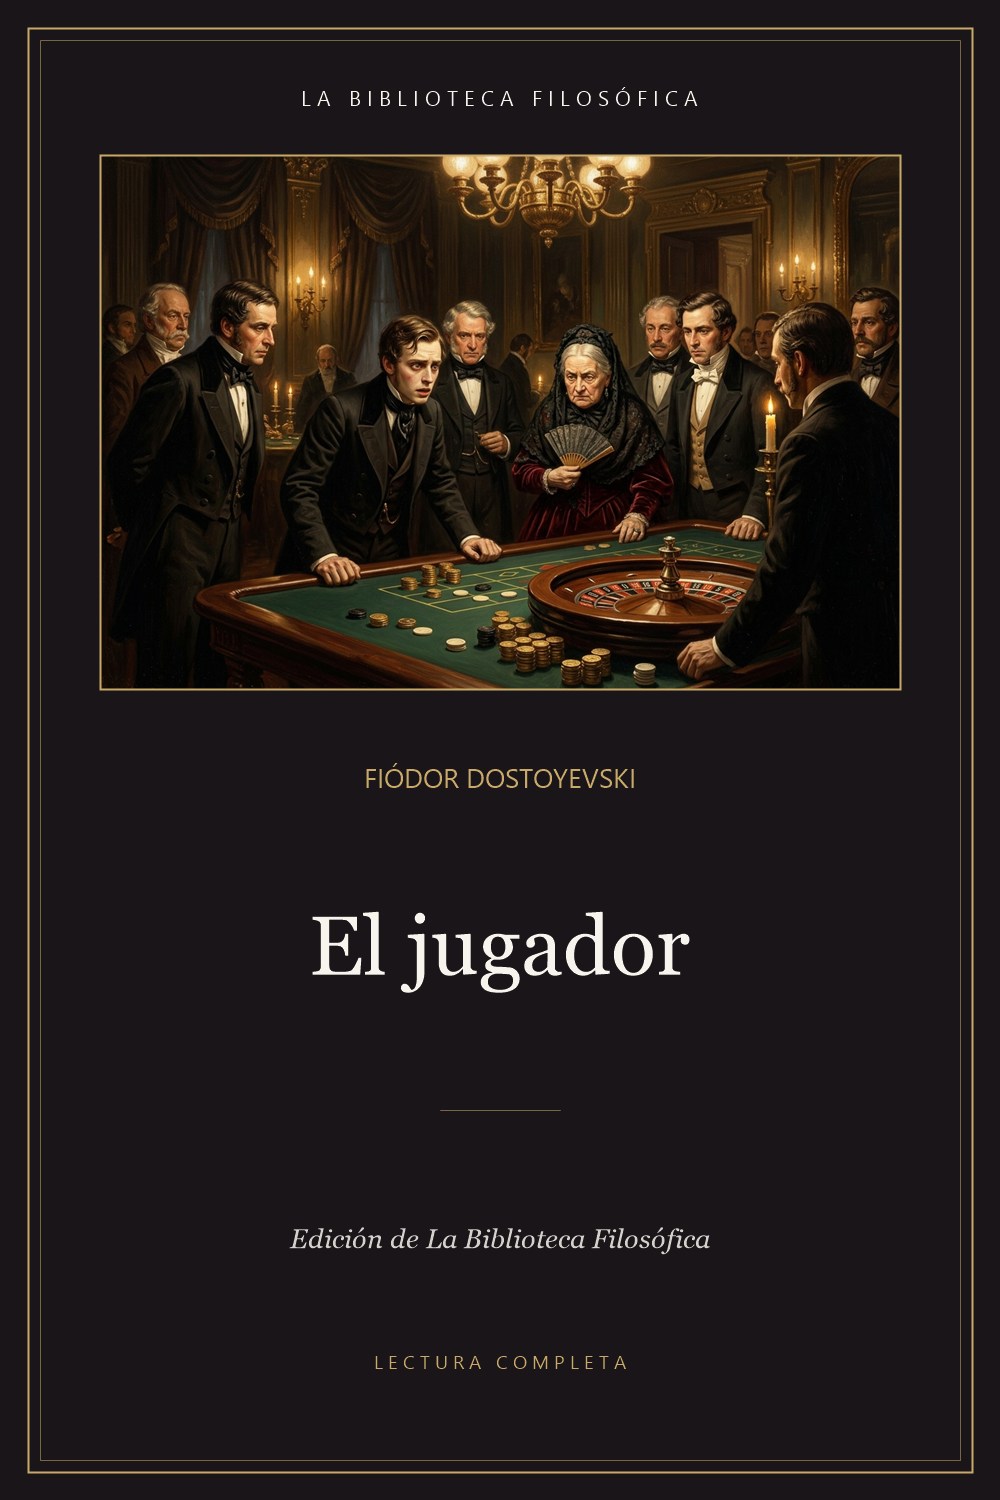 LA BIBLIOTECA FILOSÓFICA
FIÓDOR DOSTOYEVSKI
El jugador
Edición de La Biblioteca Filosófica
LECTURA COMPLETA